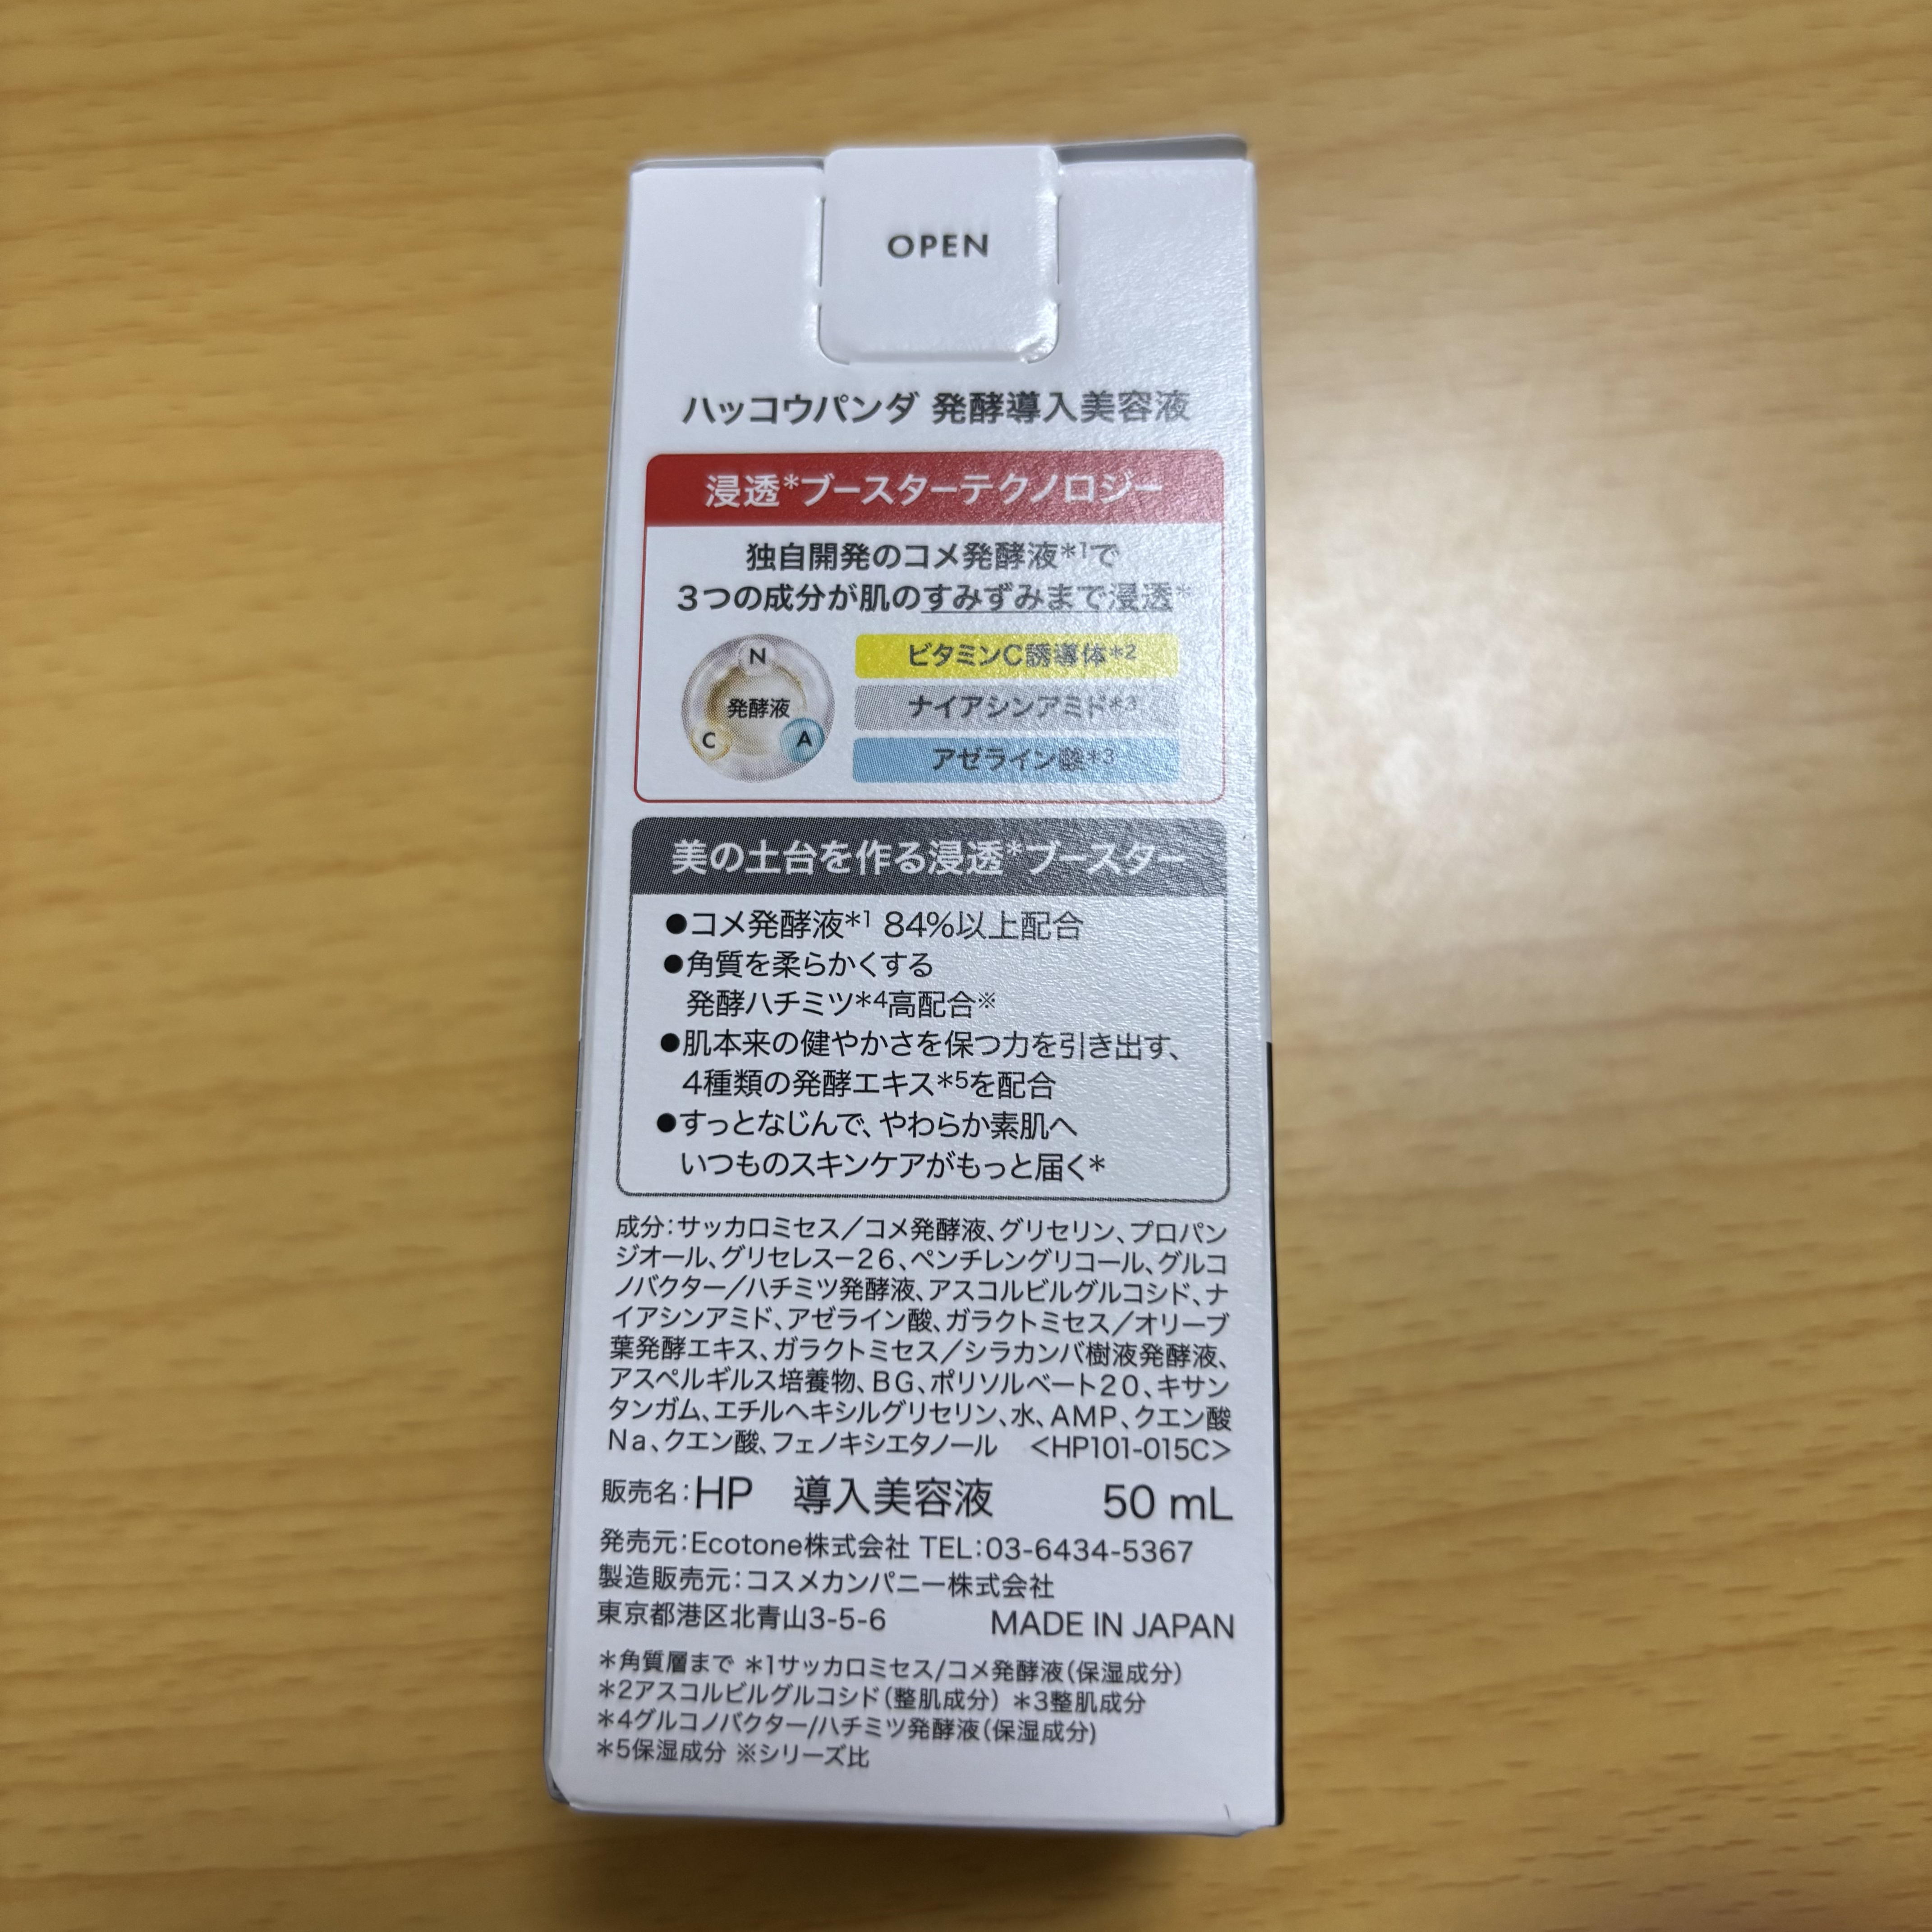 OPEN
ハッコウパンダ 発酵導入美容液
浸透*ブースターテクノロジー
独自開発のコメ発酵液*1で
3つの成分が肌のすみずみまで浸透*
N
発酵液
C
A
ビタミンC誘導体*2
ナイアシンアミド*3
アゼライン酸*3
美の土台を作る浸透*ブースター
●コメ発酵液*1 84%以上配合
●角質を柔らかくする
発酵ハチミツ*4高配合※
●肌本来の健やかさを保つ力を引き出す、
4種類の発酵エキス*5を配合
●すっとなじんで、やわらか素肌へ
いつものスキンケアがもっと届く*
成分：サッカロミセス／コメ発酵液、グリセリン、プロパン
ジオール、グリセレス－26、ペンチレングリコール、グルコ
ノバクター／ハチミツ発酵液、アスコルビルグルコシド、ナ
イアシンアミド、アゼライン酸、ガラクトミセス／オリーブ
葉発酵エキス、ガラクトミセス／シラカンバ樹液発酵液、
アスペルギルス培養物、BG、ポリソルベート20、キサン
タンガム、エチルヘキシルグリセリン、水、AMP、クエン酸
Na、クエン酸、フェノキシエタノール　<HP101-015C>
販売名：HP　導入美容液　50 mL
発売元：Ecotone株式会社 TEL：03-6434-5367
製造販売元：コスメカンパニー株式会社
東京都港区北青山3-5-6　MADE IN JAPAN
*角質層まで *1サッカロミセス/コメ発酵液（保湿成分）
*2アスコルビルグルコシド（整肌成分） *3整肌成分
*4グルコノバクター/ハチミツ発酵液（保湿成分）
*5保湿成分 ※シリーズ比